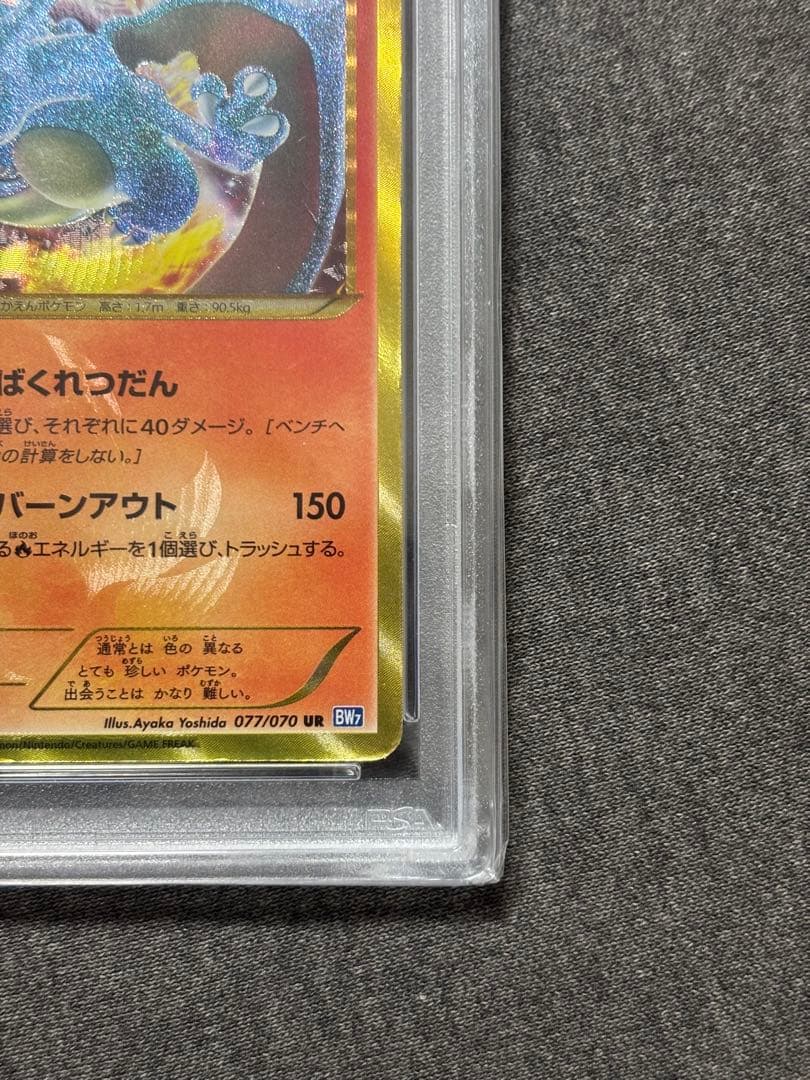 かえんポケモン 高さ：1.7m 重さ：90.5kg
ばくれつだん
選び、それぞれに40ダメージ。［ベンチへ
の計算をしない。］
バーンアウト 150
るエネルギーを1個選び、トラッシュする。
通常とは 色の 異なる
とても 珍しい ポケモン。
出会うことは かなり 難しい。
Illus.Ayaka Yoshida 077/070 UR BW7
mon/Nintendo/Creatures/GAME FREAK
PSA